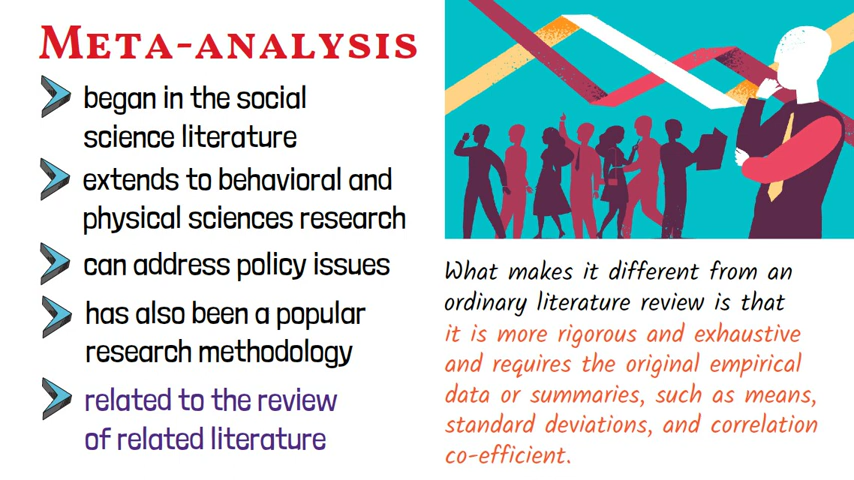 META-ANALYSIS
began in the social
science literature
extends to behavioral and
physical sciences research
can address policy issues
has also been a popular
research methodology
related to the review
of related literature
What makes it different from an
ordinary literature review is that
it is more rigorous and exhaustive
and requires the original empirical
data or summaries, such as means,
standard deviations, and correlation
co-efficient.